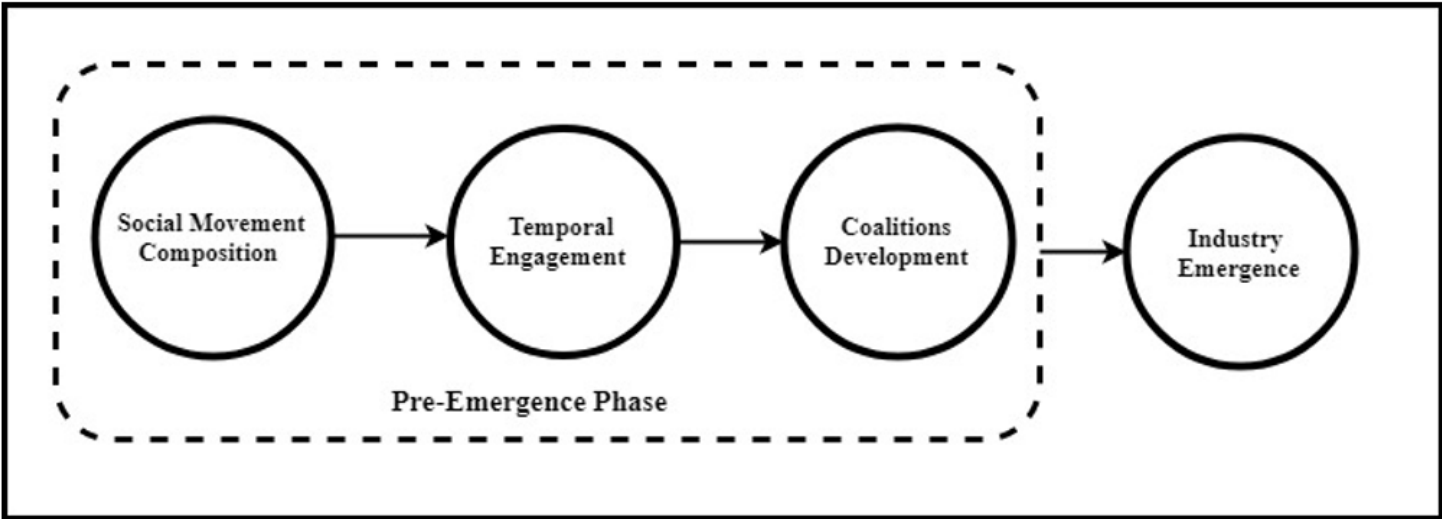 Social Movement
Composition
Temporal
Engagement
Coalitions
Development
Industry
Emergence
Pre-Emergence Phase